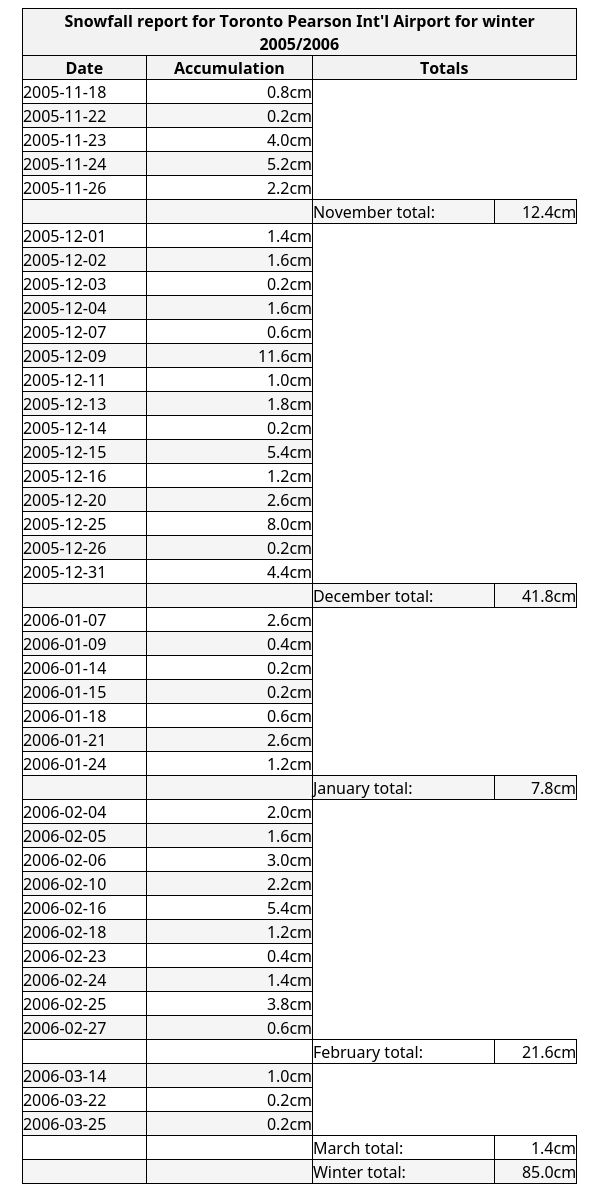 Snowfall report for Toronto Pearson Int'l Airport for winter
2005/2006
Date Accumulation Totals
2005-11-18 0.8cm
2005-11-22 0.2cm
2005-11-23 4.0cm
2005-11-24 5.2cm
2005-11-26 2.2cm
November total: 12.4cm
2005-12-01 1.4cm
2005-12-02 1.6cm
2005-12-03 0.2cm
2005-12-04 1.6cm
2005-12-07 0.6cm
2005-12-09 11.6cm
2005-12-11 1.0cm
2005-12-13 1.8cm
2005-12-14 0.2cm
2005-12-15 5.4cm
2005-12-16 1.2cm
2005-12-20 2.6cm
2005-12-25 8.0cm
2005-12-26 0.2cm
2005-12-31 4.4cm
December total: 41.8cm
2006-01-07 2.6cm
2006-01-09 0.4cm
2006-01-14 0.2cm
2006-01-15 0.2cm
2006-01-18 0.6cm
2006-01-21 2.6cm
2006-01-24 1.2cm
January total: 7.8cm
2006-02-04 2.0cm
2006-02-05 1.6cm
2006-02-06 3.0cm
2006-02-10 2.2cm
2006-02-16 5.4cm
2006-02-18 1.2cm
2006-02-23 0.4cm
2006-02-24 1.4cm
2006-02-25 3.8cm
2006-02-27 0.6cm
February total: 21.6cm
2006-03-14 1.0cm
2006-03-22 0.2cm
2006-03-25 0.2cm
March total: 1.4cm
Winter total: 85.0cm